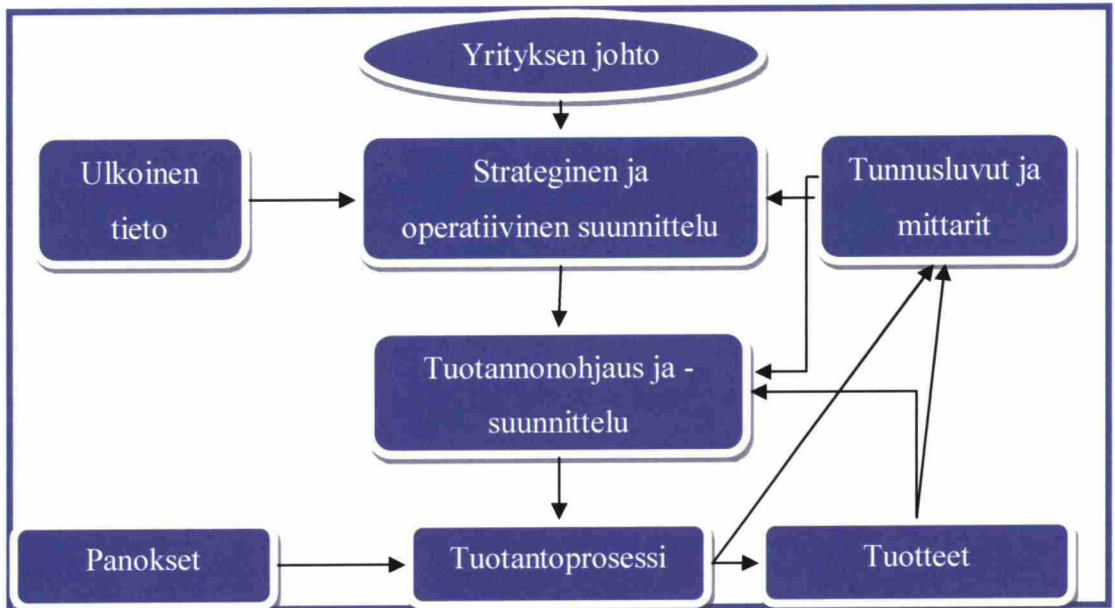 Yrityksen johto
Ulkoinen
tieto
Strateginen ja
operatiivinen suunnittelu
Tunnusluvut ja
mittarit
Tuotannonohjaus ja -
suunnittelu
Panokset
Tuotantoprosessi
Tuotteet